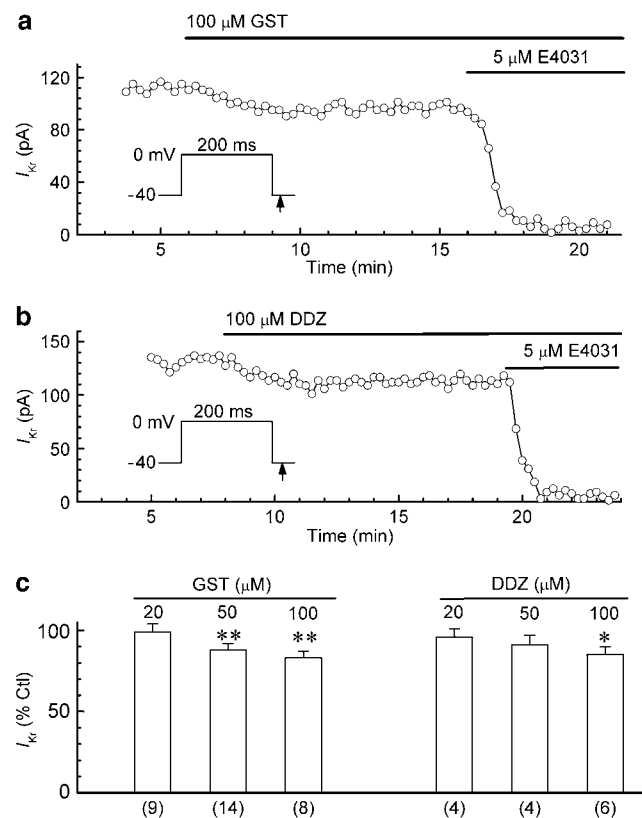 a
100 μM GST
5 μM E4031
120
80
40
0
I_Kr (pA)
0 mV
200 ms
-40
5
10
15
20
Time (min)
b
100 μM DDZ
5 μM E4031
150
100
50
0
I_Kr (pA)
0 mV
200 ms
-40
5
10
15
20
Time (min)
c
GST (μM)
DDZ (μM)
20
50
100
20
50
100
**
**
*
100
50
0
I_Kr (% Ctl)
(9)
(14)
(8)
(4)
(4)
(6)